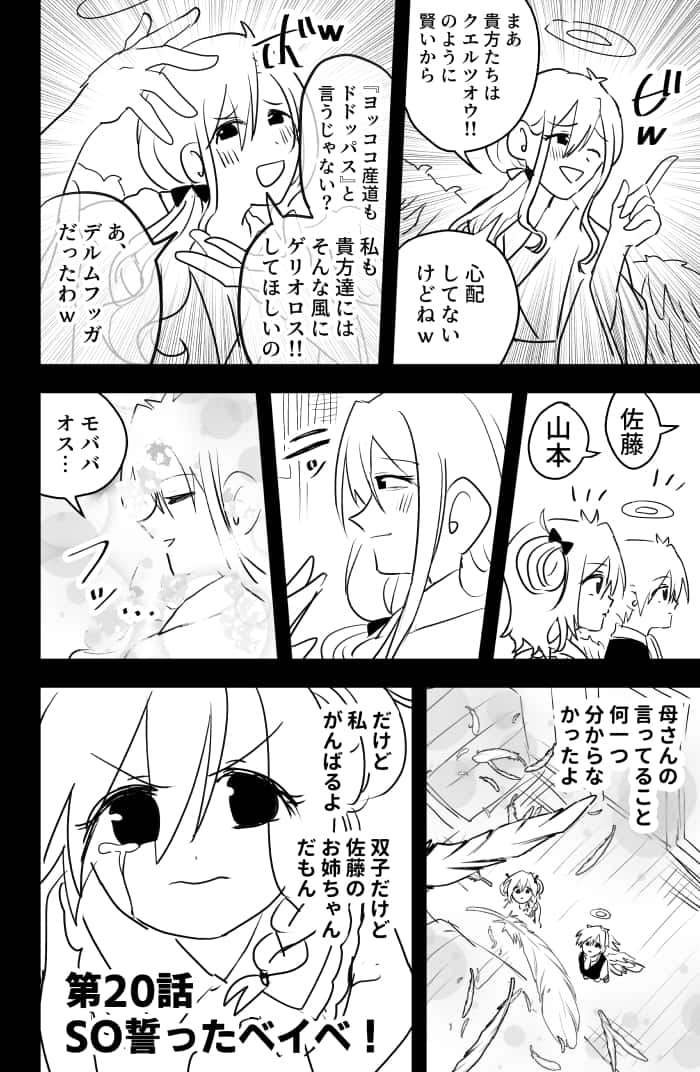 まあ
貴方たちは
クエルツオウ!!
のように
賢いから
心配
してない
けどねw
ビッw
『ヨッココ産道も
ドドッパス』と
言うじゃない?
私も
貴方達には
そんな風に
ゲリオロス!!
してほしいの
ボッw
あ、
デルムフッガ
だったわw
佐藤
山本
モババ
オス…
フッ…
母さんの
言ってること
何一つ
分からな
かったよ
だけど
私
がんばるよー
双子だけど
佐藤の
お姉ちゃん
だもん
第20話
SO誓ったベイベ!